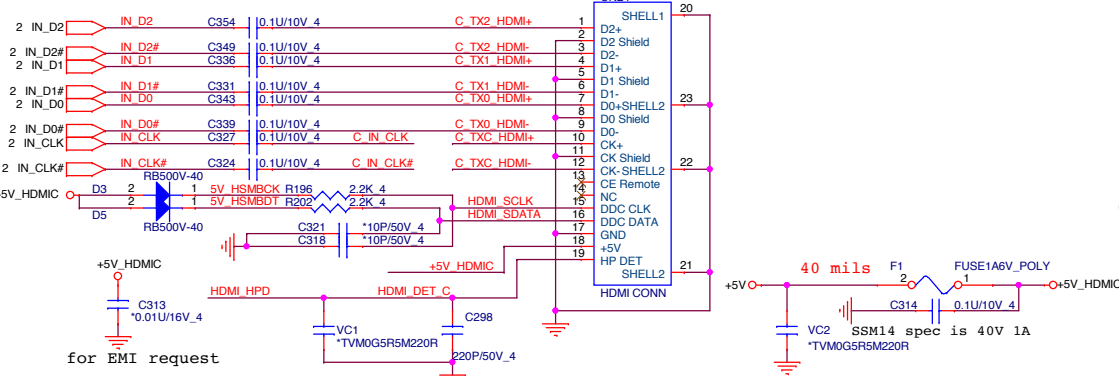 SHELL1
20
2 IN_D2
IN_D2
C354
0.1U/10V_4
C_TX2_HDMI+
1
D2+
2
D2 Shield
2 IN_D2#
IN_D2#
C349
0.1U/10V_4
C_TX2_HDMI-
3
D2-
2 IN_D1
IN_D1
C336
0.1U/10V_4
C_TX1_HDMI+
4
D1+
5
D1 Shield
2 IN_D1#
IN_D1#
C331
0.1U/10V_4
C_TX1_HDMI-
6
D1-
2 IN_D0
IN_D0
C343
0.1U/10V_4
C_TX0_HDMI+
7
D0+
SHELL2
23
8
D0 Shield
2 IN_D0#
IN_D0#
C339
0.1U/10V_4
C_TX0_HDMI-
9
D0-
2 IN_CLK
IN_CLK
C327
0.1U/10V_4
C_IN_CLK
C_TXC_HDMI+
10
CK+
11
CK Shield
2 IN_CLK#
IN_CLK#
C324
0.1U/10V_4
C_IN_CLK#
C_TXC_HDMI-
12
CK-
SHELL2
22
RB500V-40
13
CE Remote
14
NC
+5V_HDMIC
D3
2
1
5V_HSMBCK
R196
2.2K_4
HDMI_SCLK
15
DDC CLK
D5
2
1
5V_HSMBDT
R202
2.2K_4
HDMI_SDATA
16
DDC DATA
RB500V-40
C321
*10P/50V_4
17
GND
C318
*10P/50V_4
18
+5V
19
HP DET
+5V_HDMIC
+5V_HDMIC
SHELL2
21
HDMI CONN
HDMI_HPD
HDMI_DET_C
C313
*0.01U/16V_4
for EMI request
VC1
*TVM0G5R5M220R
C298
220P/50V_4
40 mils
F1
FUSE1A6V_POLY
+5V
2
1
+5V_HDMIC
C314
0.1U/10V_4
SSM14 spec is 40V 1A
VC2
*TVM0G5R5M220R